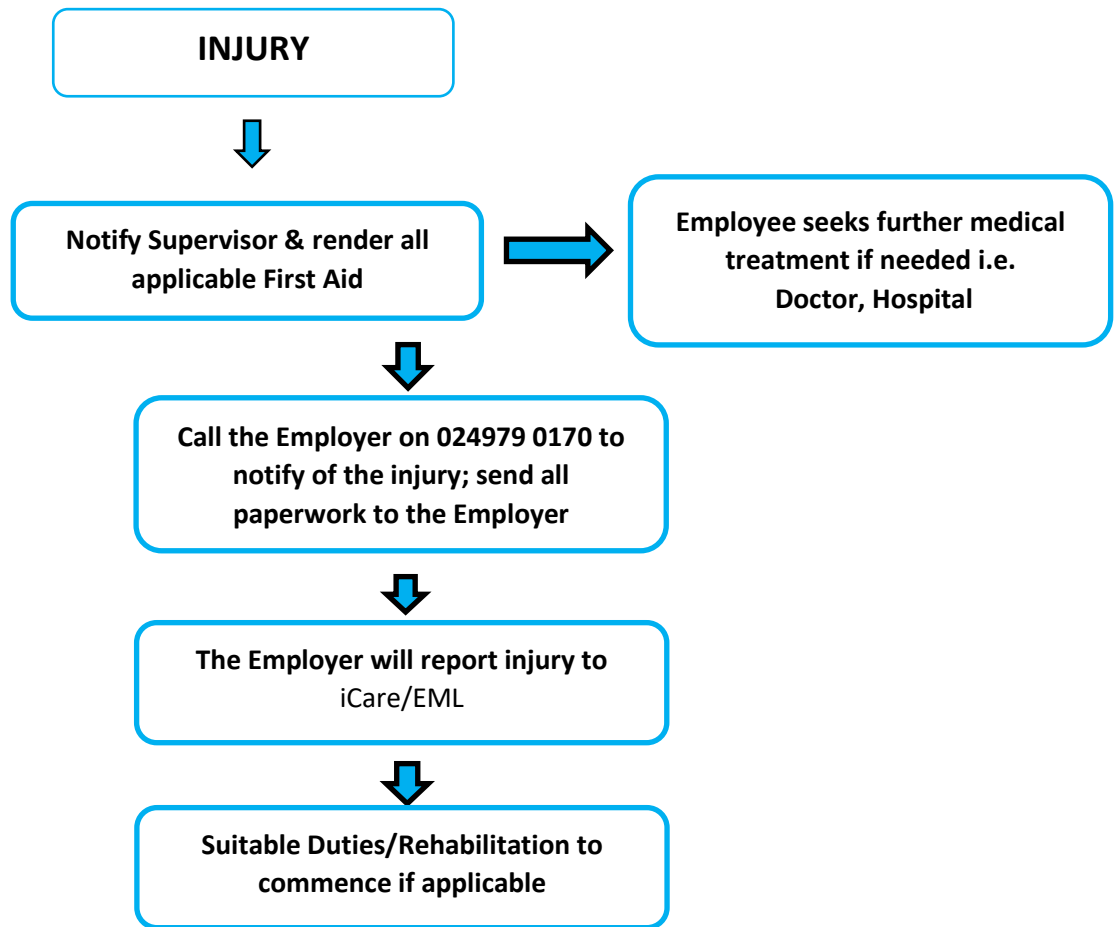 INJURY
Notify Supervisor & render all
applicable First Aid
Employee seeks further medical
treatment if needed i.e.
Doctor, Hospital
Call the Employer on 024979 0170 to
notify of the injury; send all
paperwork to the Employer
The Employer will report injury to
iCare/EML
Suitable Duties/Rehabilitation to
commence if applicable